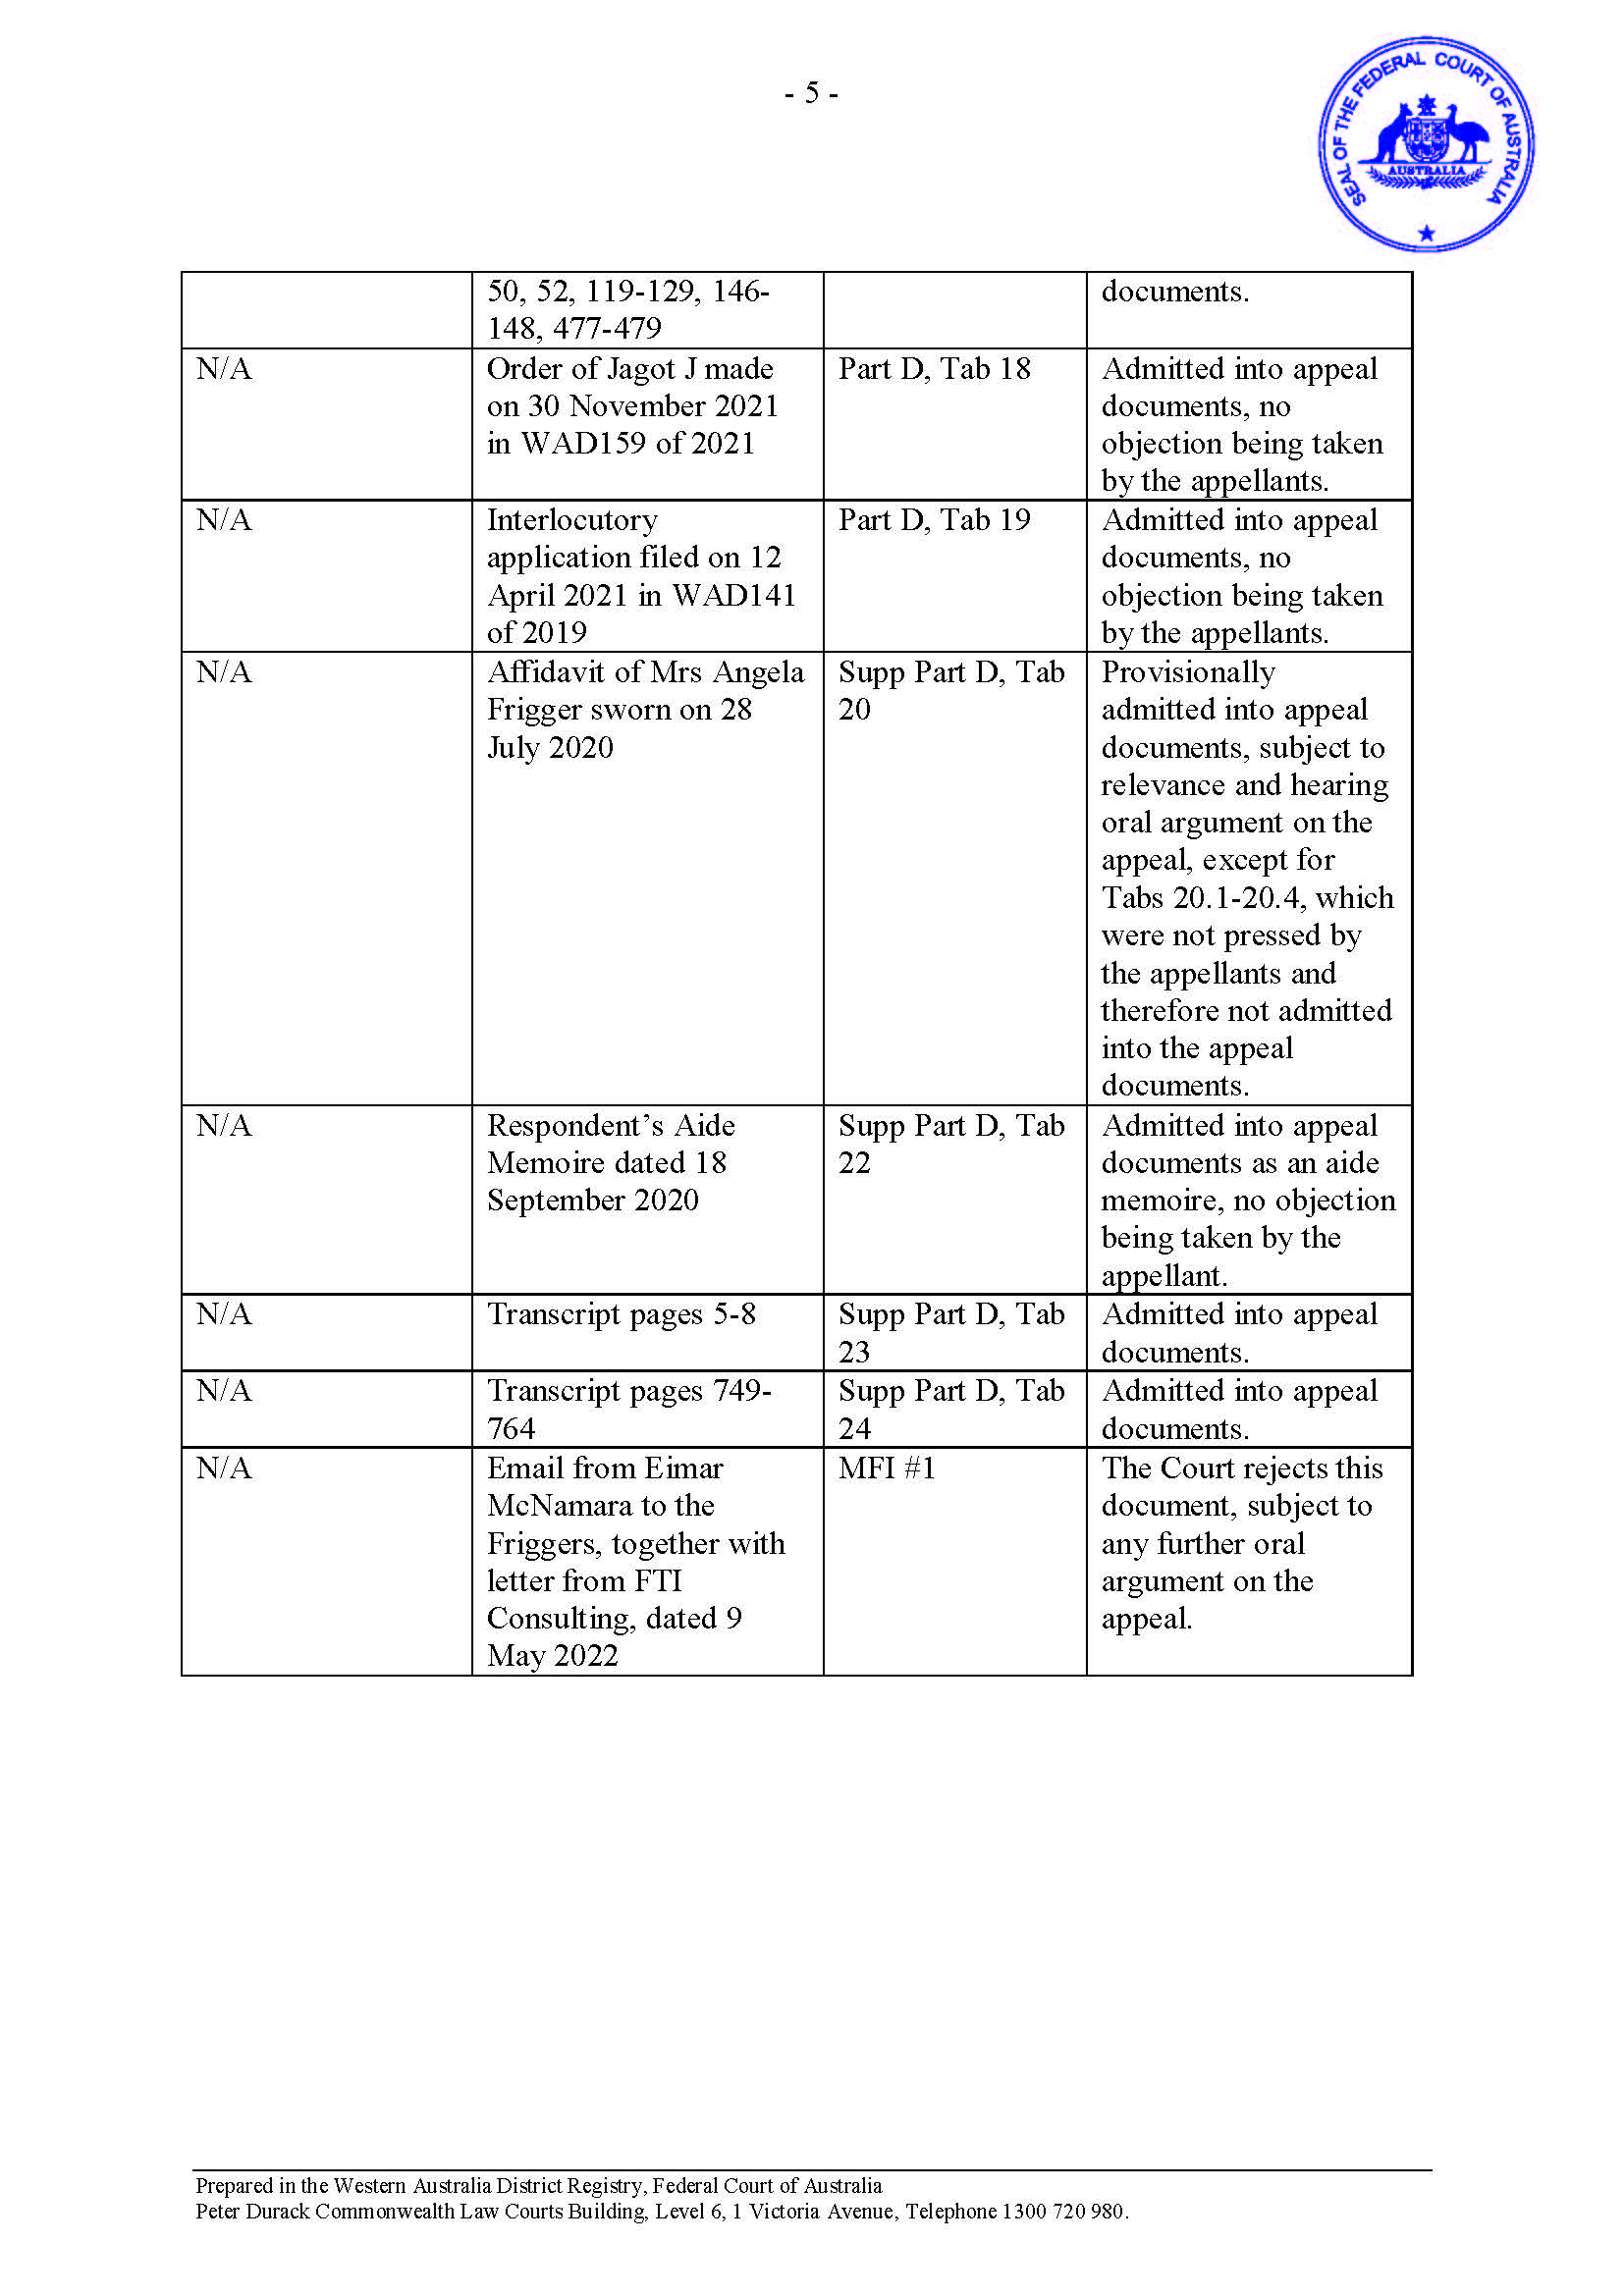 - 5 -
SEAL OF THE FEDERAL COURT OF AUSTRALIA
AUSTRALIA
50, 52, 119-129, 146-
148, 477-479
documents.
N/A
Order of Jagot J made
on 30 November 2021
in WAD159 of 2021
Part D, Tab 18
Admitted into appeal
documents, no
objection being taken
by the appellants.
N/A
Interlocutory
application filed on 12
April 2021 in WAD141
of 2019
Part D, Tab 19
Admitted into appeal
documents, no
objection being taken
by the appellants.
N/A
Affidavit of Mrs Angela
Frigger sworn on 28
July 2020
Supp Part D, Tab
20
Provisionally
admitted into appeal
documents, subject to
relevance and hearing
oral argument on the
appeal, except for
Tabs 20.1-20.4, which
were not pressed by
the appellants and
therefore not admitted
into the appeal
documents.
N/A
Respondent’s Aide
Memoire dated 18
September 2020
Supp Part D, Tab
22
Admitted into appeal
documents as an aide
memoire, no objection
being taken by the
appellant.
N/A
Transcript pages 5-8
Supp Part D, Tab
23
Admitted into appeal
documents.
N/A
Transcript pages 749-
764
Supp Part D, Tab
24
Admitted into appeal
documents.
N/A
Email from Eimar
McNamara to the
Friggers, together with
letter from FTI
Consulting, dated 9
May 2022
MFI #1
The Court rejects this
document, subject to
any further oral
argument on the
appeal.
Prepared in the Western Australia District Registry, Federal Court of Australia
Peter Durack Commonwealth Law Courts Building, Level 6, 1 Victoria Avenue, Telephone 1300 720 980.